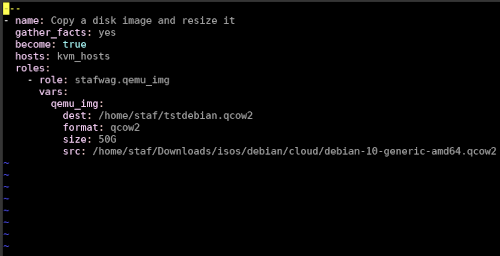 ---
- name: Copy a disk image and resize it
  gather_facts: yes
  become: true
  hosts: kvm_hosts
  roles:
    - role: stafwag.qemu_img
      vars:
        qemu_img:
          dest: /home/staf/tstdebian.qcow2
          format: qcow2
          size: 50G
          src: /home/staf/Downloads/isos/debian/cloud/debian-10-generic-amd64.qcow2
~
~
~
~
~
~
~
~